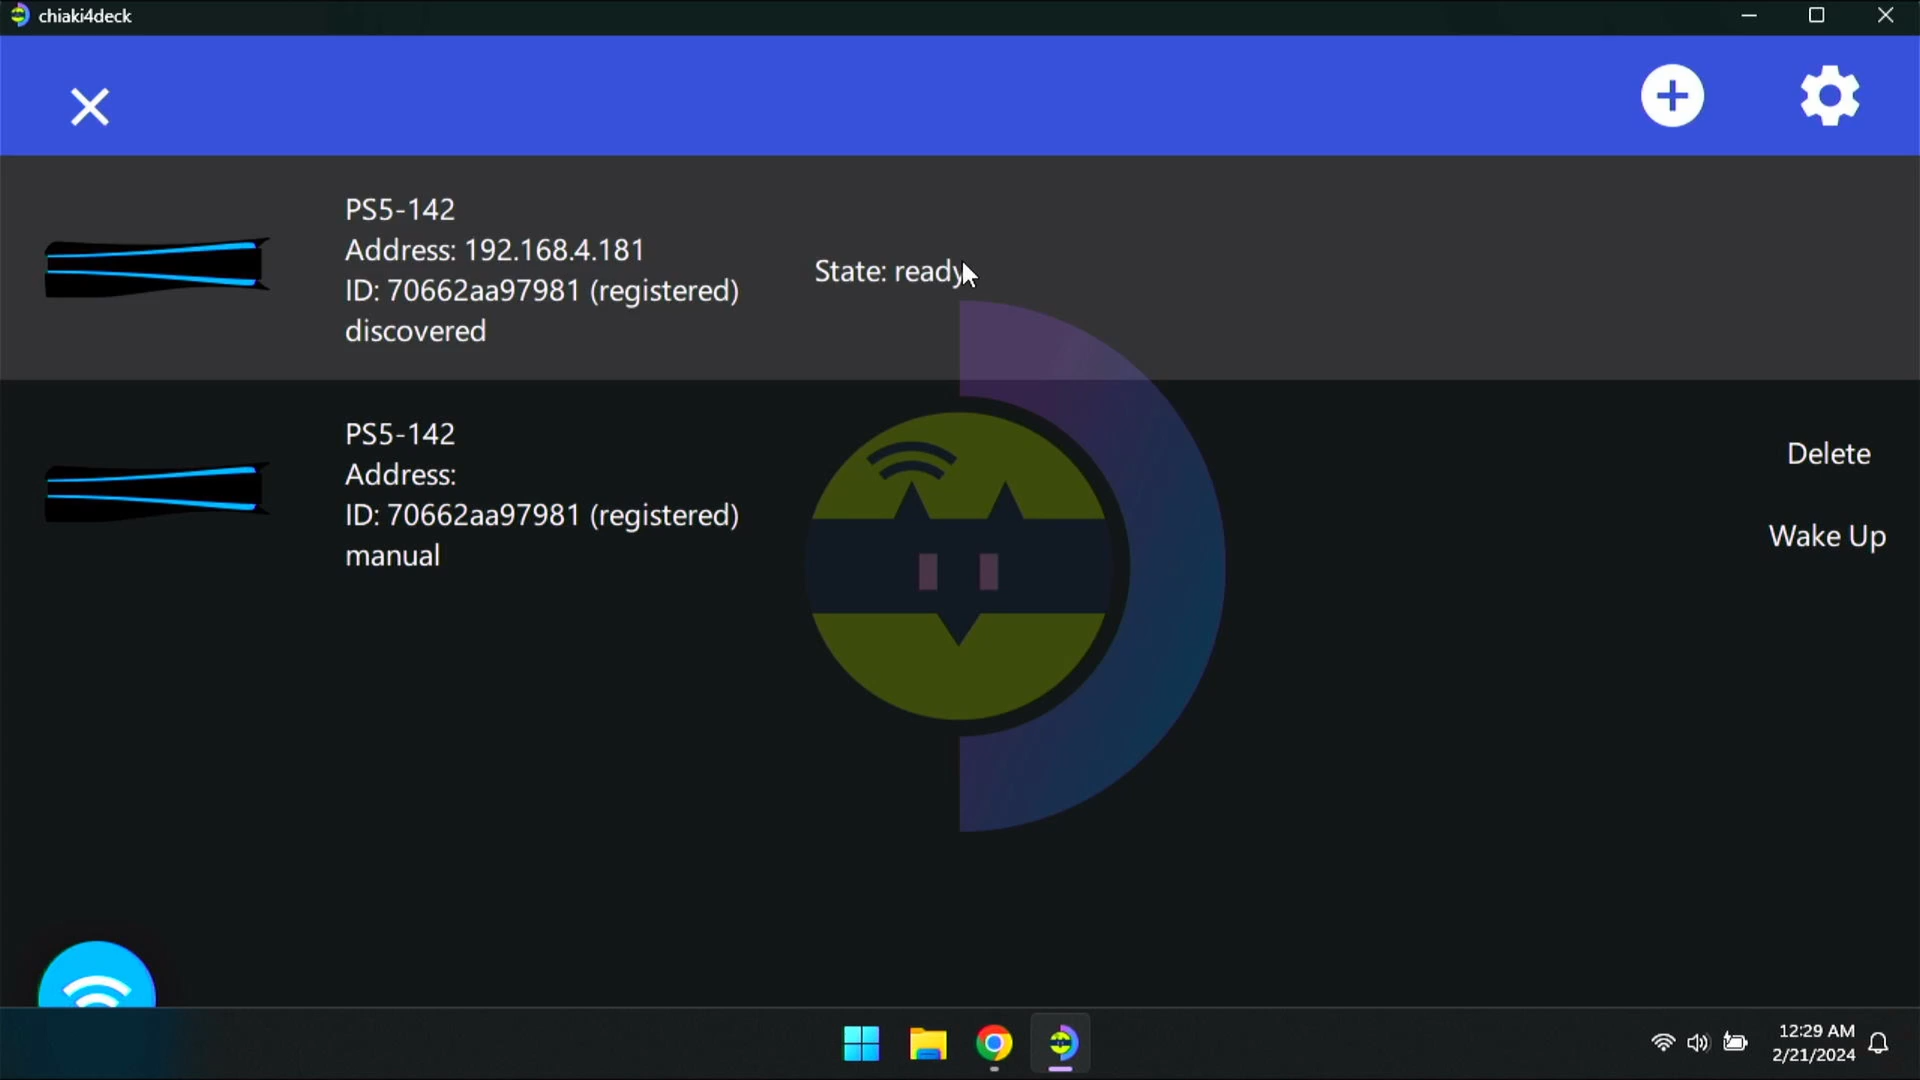 chiaki4deck
PS5-142
Address: 192.168.4.181
ID: 70662aa97981 (registered)
discovered
State: ready
PS5-142
Address:
ID: 70662aa97981 (registered)
manual
Delete
Wake Up
12:29 AM
2/21/2024